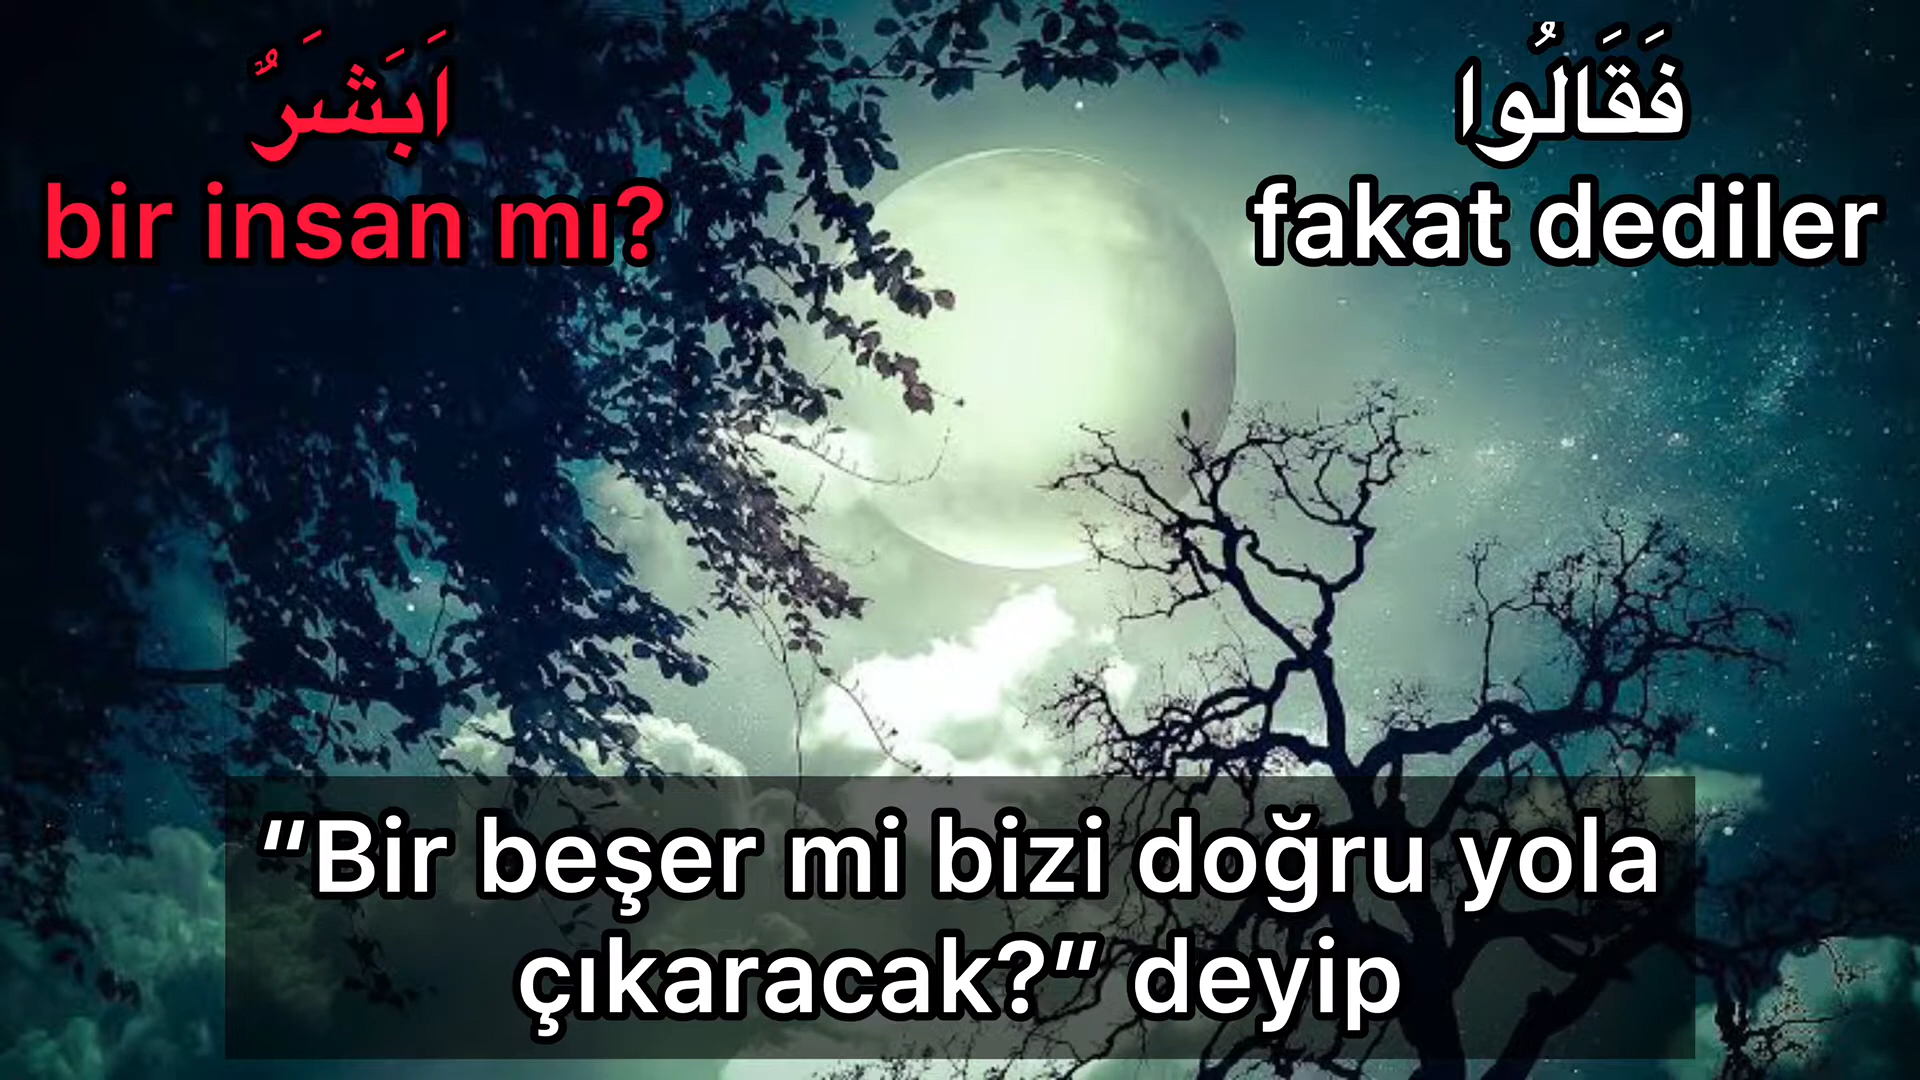 فَقَالُوا
fakat dediler
اَبَشَرٌ
bir insan mı?
“Bir beşer mi bizi doğru yola
çıkaracak?” deyip